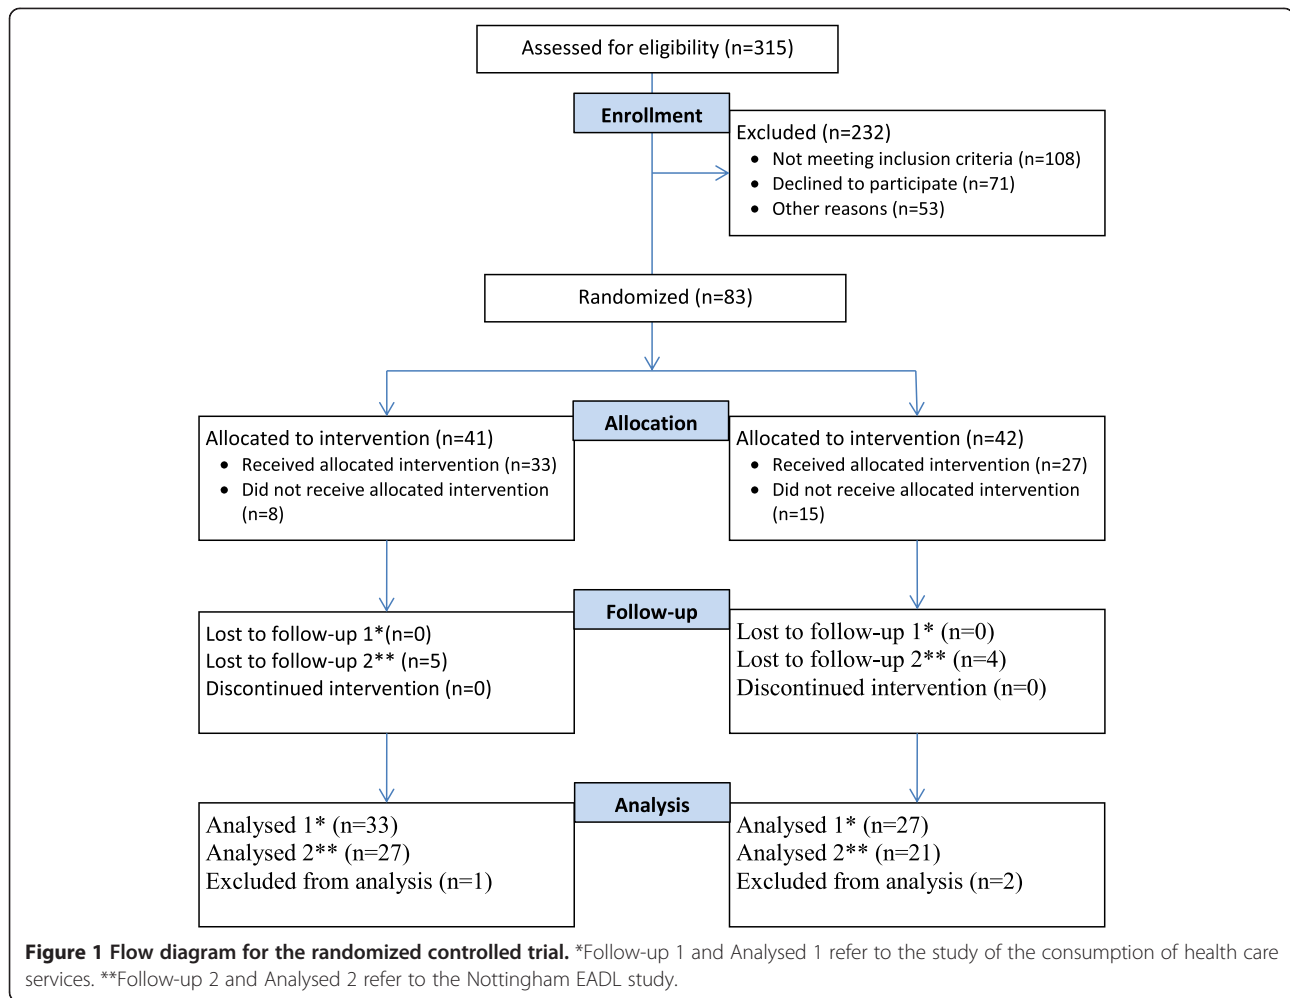 Assessed for eligibility (n=315)
Enrollment
Excluded (n=232)
• Not meeting inclusion criteria (n=108)
• Declined to participate (n=71)
• Other reasons (n=53)
Randomized (n=83)
Allocation
Allocated to intervention (n=41)
• Received allocated intervention (n=33)
• Did not receive allocated intervention
(n=8)
Allocated to intervention (n=42)
• Received allocated intervention (n=27)
• Did not receive allocated intervention
(n=15)
Follow-up
Lost to follow-up 1*(n=0)
Lost to follow-up 2** (n=5)
Discontinued intervention (n=0)
Lost to follow-up 1* (n=0)
Lost to follow-up 2** (n=4)
Discontinued intervention (n=0)
Analysis
Analysed 1* (n=33)
Analysed 2** (n=27)
Excluded from analysis (n=1)
Analysed 1* (n=27)
Analysed 2** (n=21)
Excluded from analysis (n=2)
Figure 1 Flow diagram for the randomized controlled trial. *Follow-up 1 and Analysed 1 refer to the study of the consumption of health care
services. **Follow-up 2 and Analysed 2 refer to the Nottingham EADL study.